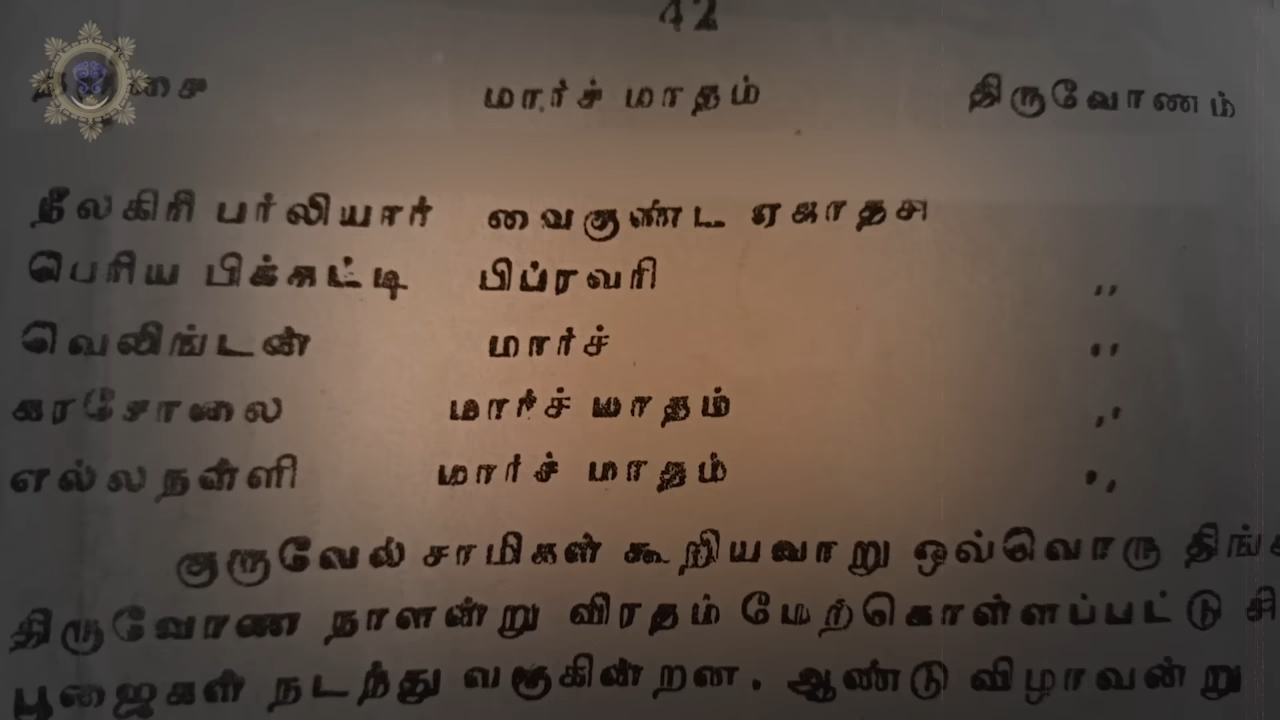 42
மார்ச் மாதம் திருவோணம்
நீலகிரி பர்லியார் வைகுண்ட ஏகாதசி
பெரிய பிக்கட்டி பிப்ரவரி ,,
வெலிங்டன் மார்ச் ,,
கரசோலை மார்ச் மாதம் ,,
எல்லநள்ளி மார்ச் மாதம் ,,
குருவேல் சாமிகள் கூறியவாறு ஒவ்வொரு
திருவோண நாளன்று விரதம் மேற்கொள்ளப்பட்டு
பூஜைகள் நடந்து வருகின்றன. ஆண்டு விழாவன்று